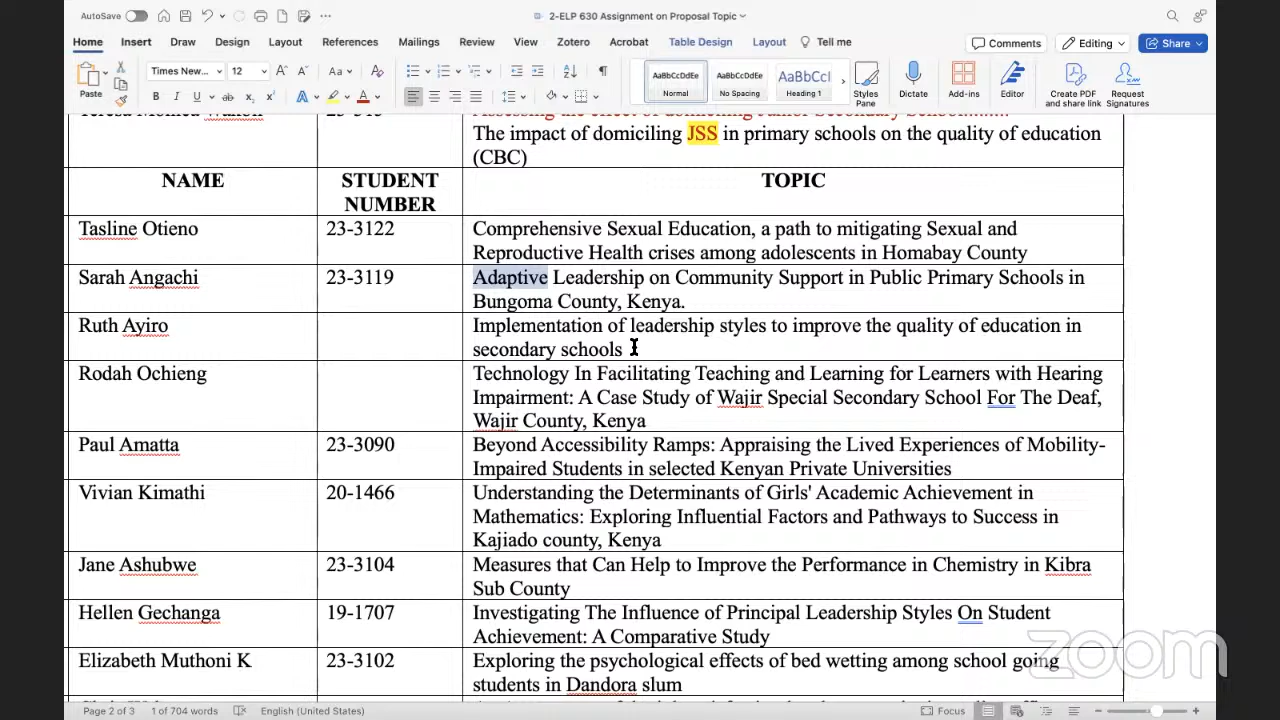 AutoSave
2-ELP 630 Assignment on Proposal Topic
Home Insert Draw Design Layout References Mailings Review View Zotero Acrobat Table Design Layout Tell me
Comments Editing Share
Paste
Times New... 12
AaBbCcDdEe
Normal
AaBbCcDdEe
No Spacing
AaBbCcI
Heading 1
Styles
Pane
Dictate
Add-ins
Editor
Create PDF
and share link
Request
Signatures
The impact of domiciling JSS in primary schools on the quality of education
(CBC)
NAME STUDENT NUMBER TOPIC
Tasline Otieno 23-3122 Comprehensive Sexual Education, a path to mitigating Sexual and
Reproductive Health crises among adolescents in Homabay County
Sarah Angachi 23-3119 Adaptive Leadership on Community Support in Public Primary Schools in
Bungoma County, Kenya.
Ruth Ayiro Implementation of leadership styles to improve the quality of education in
secondary schools
Rodah Ochieng Technology In Facilitating Teaching and Learning for Learners with Hearing
Impairment: A Case Study of Wajir Special Secondary School For The Deaf,
Wajir County, Kenya
Paul Amatta 23-3090 Beyond Accessibility Ramps: Appraising the Lived Experiences of Mobility-
Impaired Students in selected Kenyan Private Universities
Vivian Kimathi 20-1466 Understanding the Determinants of Girls' Academic Achievement in
Mathematics: Exploring Influential Factors and Pathways to Success in
Kajiado county, Kenya
Jane Ashubwe 23-3104 Measures that Can Help to Improve the Performance in Chemistry in Kibra
Sub County
Hellen Gechanga 19-1707 Investigating The Influence of Principal Leadership Styles On Student
Achievement: A Comparative Study
Elizabeth Muthoni K 23-3102 Exploring the psychological effects of bed wetting among school going
students in Dandora slum
zoom
Page 2 of 3 1 of 704 words English (United States) Focus